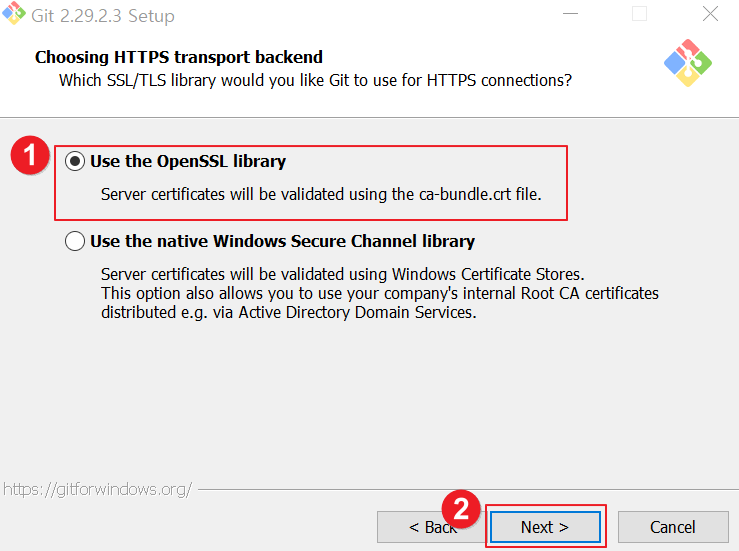 Git 2.29.2.3 Setup
Choosing HTTPS transport backend
Which SSL/TLS library would you like Git to use for HTTPS connections?
1
Use the OpenSSL library
Server certificates will be validated using the ca-bundle.crt file.
Use the native Windows Secure Channel library
Server certificates will be validated using Windows Certificate Stores.
This option also allows you to use your company's internal Root CA certificates
distributed e.g. via Active Directory Domain Services.
https://gitforwindows.org/
< Back
2
Next >
Cancel